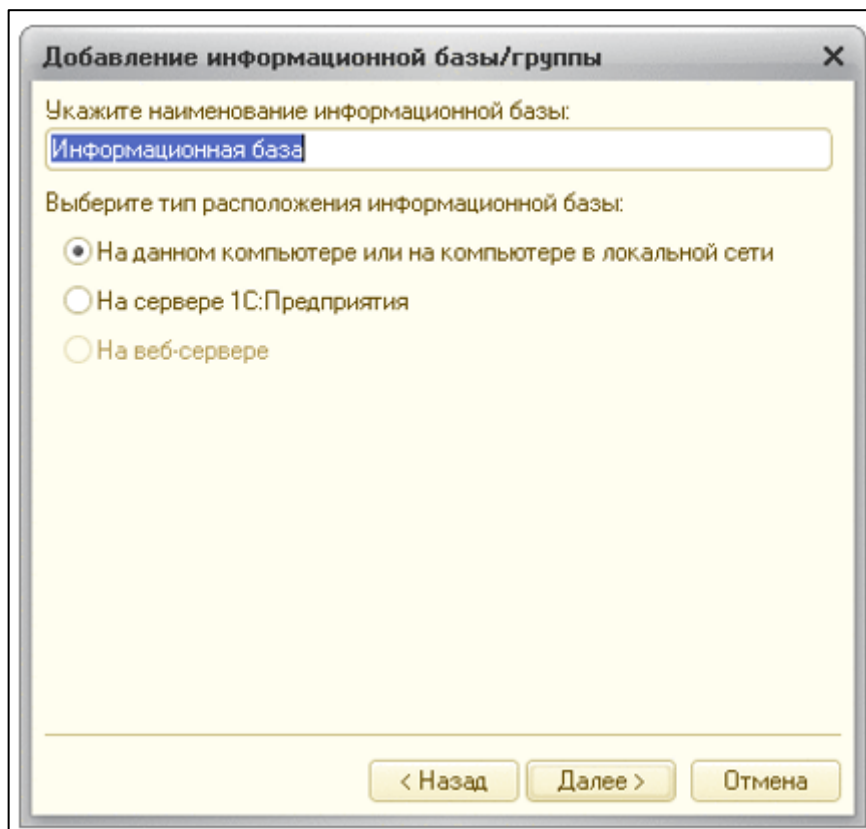 Добавление информационной базы/группы
Укажите наименование информационной базы:
Информационная база
Выберите тип расположения информационной базы:
На данном компьютере или на компьютере в локальной сети
На сервере 1С:Предприятия
На веб-сервере
< Назад Далее > Отмена